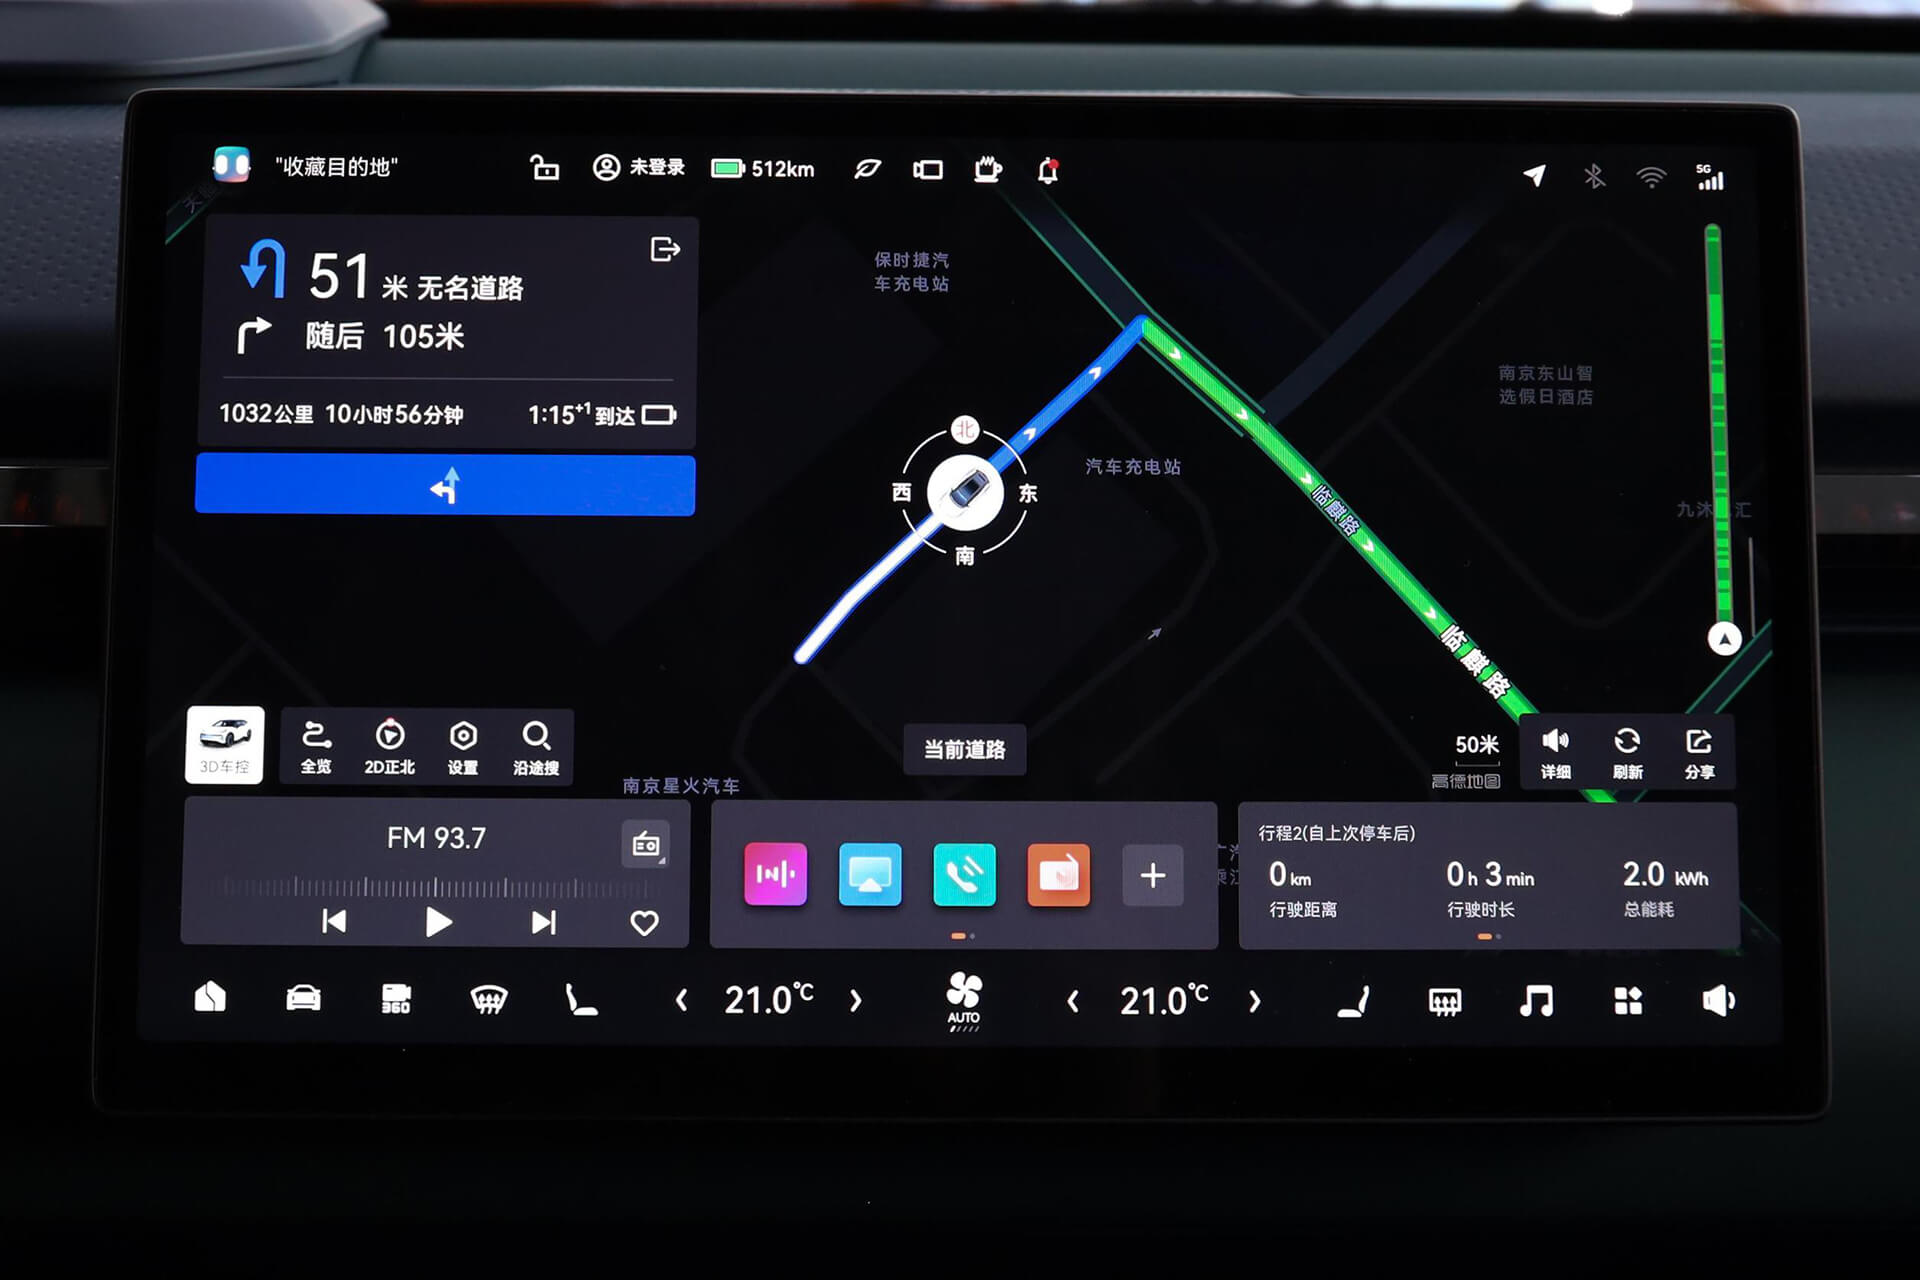 "收藏目的地"
未登录
512km
5G
51 米 无名道路
随后 105米
1032公里 10小时56分钟 1:15+1到达
保时捷汽
车充电站
南京东山智
选假日酒店
汽车充电站
北
西
东
南
临麒路
临麒路
3D车控
全览
2D正北
设置
沿途搜
南京星火汽车
当前道路
50米
高德地图
详细
刷新
分享
FM 93.7
行程2(自上次停车后)
0 km
0 h 3 min
2.0 kWh
行驶距离
行驶时长
总能耗
360
21.0℃
AUTO
21.0℃